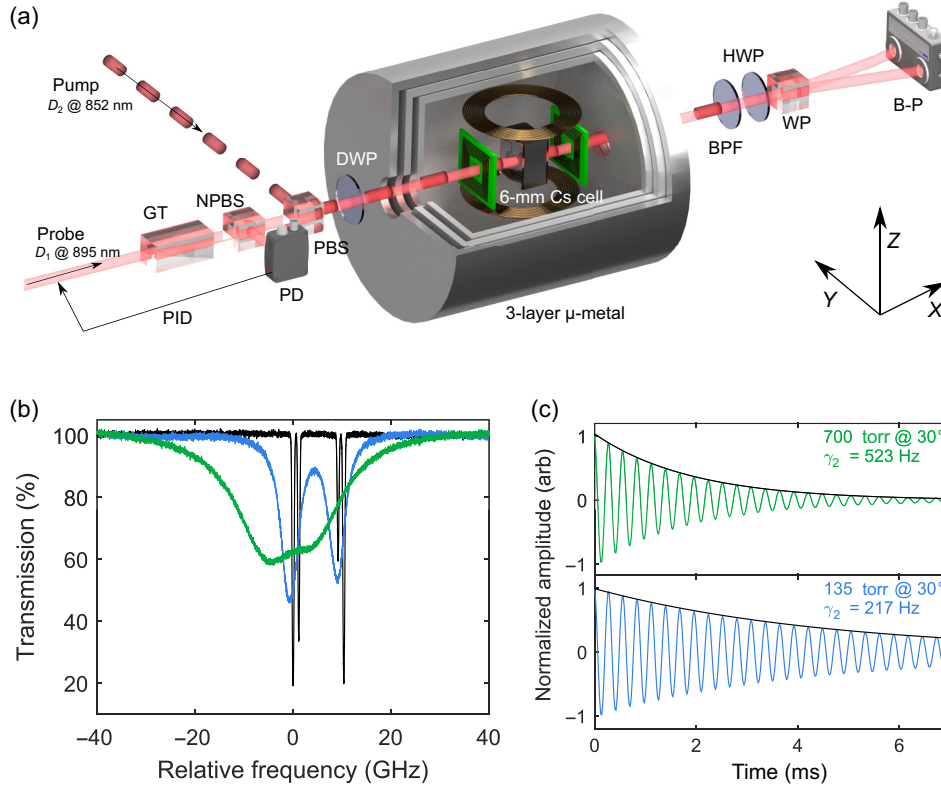 (a)
Pump
D₂ @ 852 nm
Probe
D₁ @ 895 nm
GT
NPBS
PBS
PD
PID
DWP
6-mm Cs cell
3-layer μ-metal
BPF
HWP
WP
B-P
Z
Y
X
(b)
Transmission (%)
100
80
60
40
20
−40
−20
0
20
40
Relative frequency (GHz)
(c)
Normalized amplitude (arb)
1
0
−1
700 torr @ 30°
γ₂ = 523 Hz
1
0
−1
135 torr @ 30°
γ₂ = 217 Hz
0
2
4
6
Time (ms)